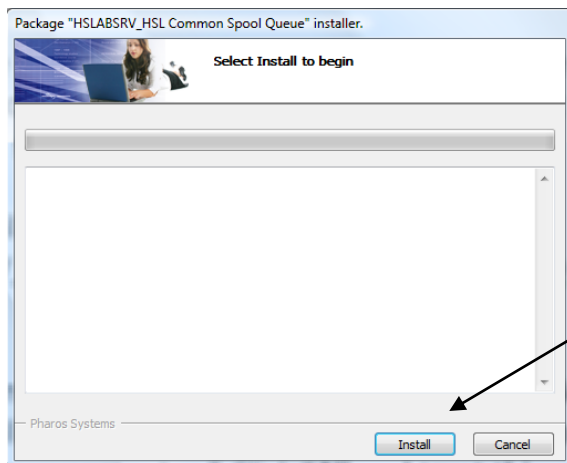 Package "HSLABSRV_HSL Common Spool Queue" installer.
Select Install to begin
Pharos Systems
Install Cancel